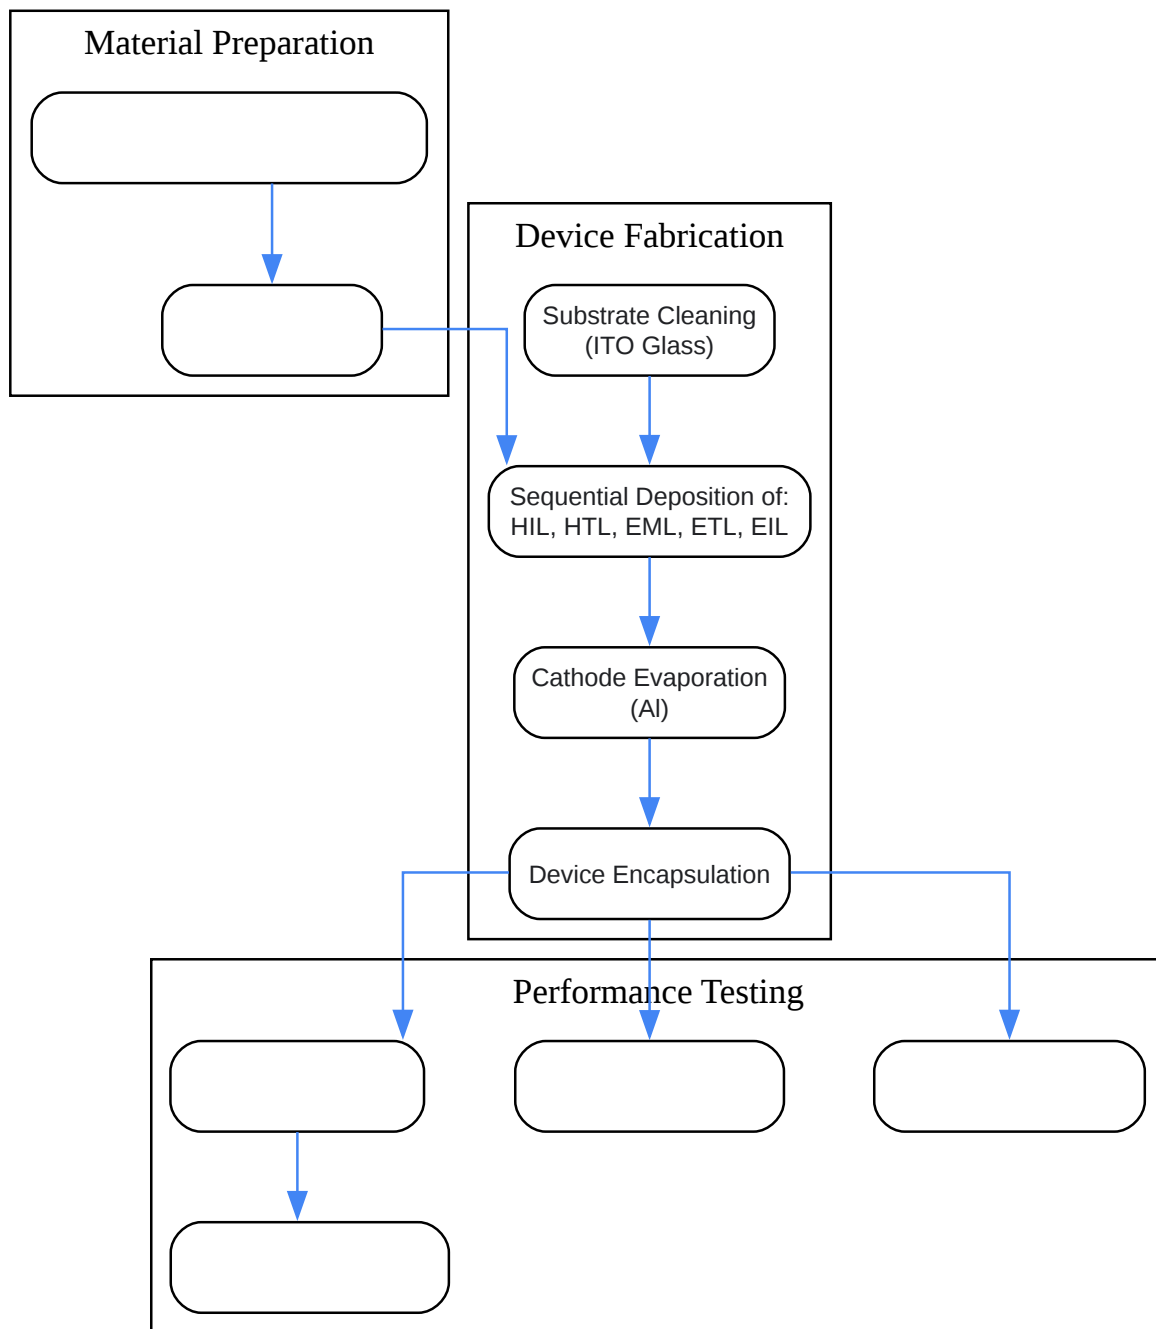 Material Preparation
Device Fabrication
Substrate Cleaning
(ITO Glass)
Sequential Deposition of:
HIL, HTL, EML, ETL, EIL
Cathode Evaporation
(Al)
Device Encapsulation
Performance Testing